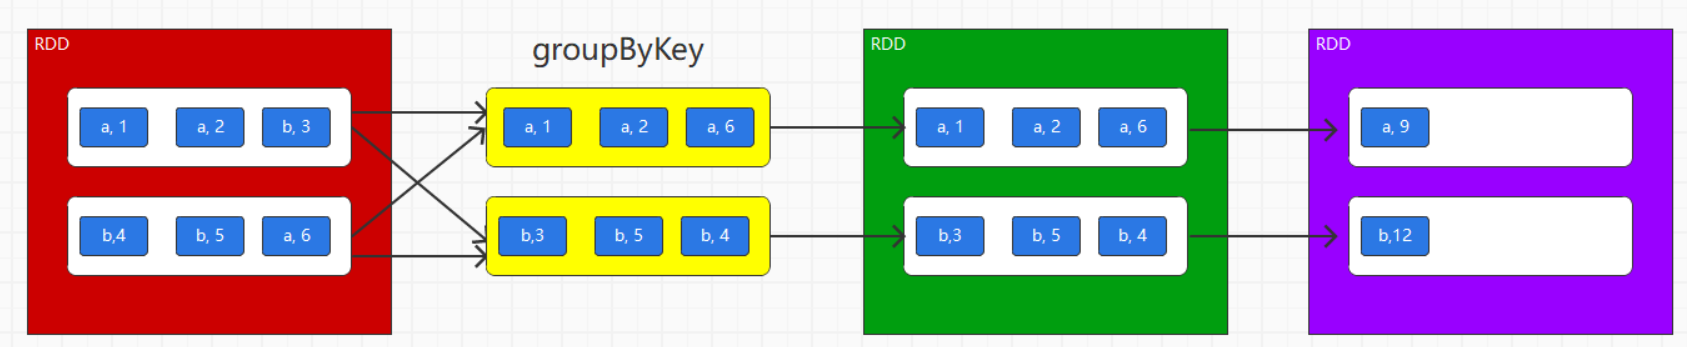 RDD
a, 1
a, 2
b, 3
b,4
b, 5
a, 6
groupByKey
a, 1
a, 2
a, 6
b,3
b, 5
b, 4
RDD
a, 1
a, 2
a, 6
b,3
b, 5
b, 4
RDD
a, 9
b,12